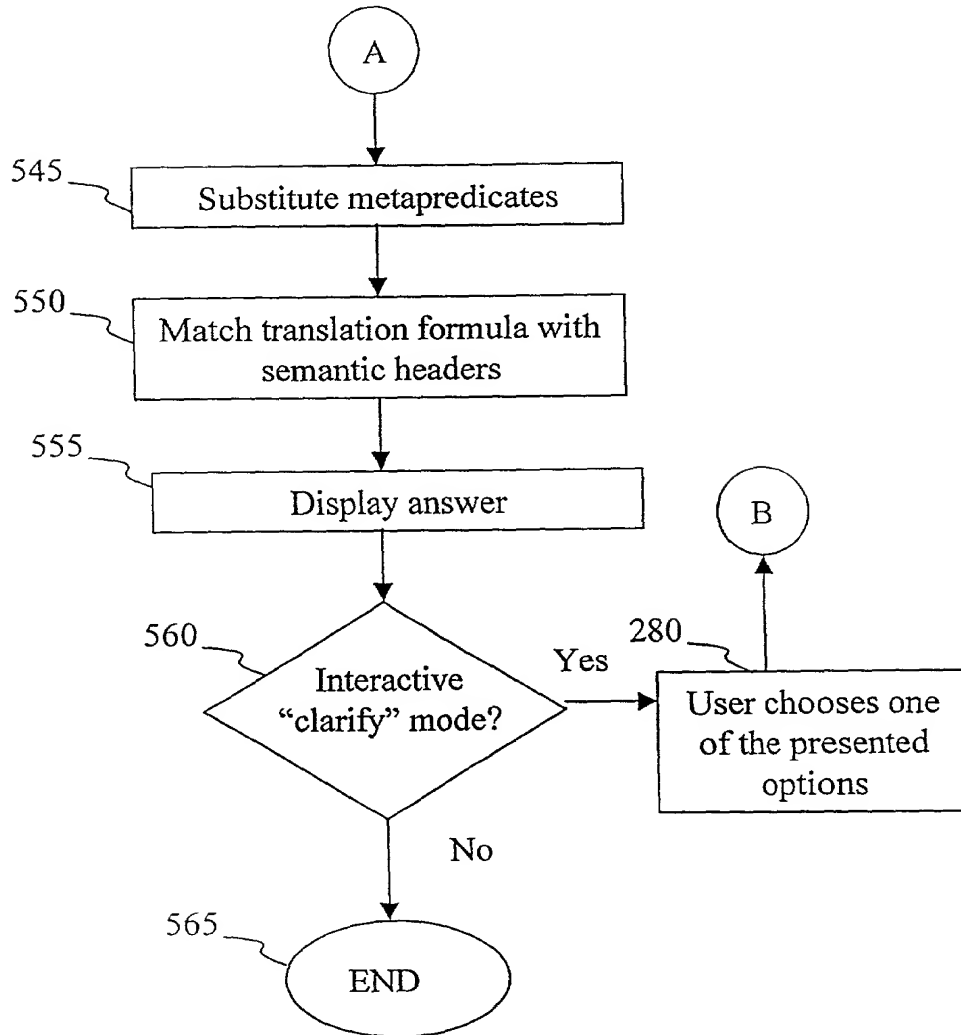 A
545
Substitute metapredicates
550
Match translation formula with
semantic headers
555
Display answer
B
560
Interactive
“clarify” mode?
Yes
280
User chooses one
of the presented
options
No
565
END